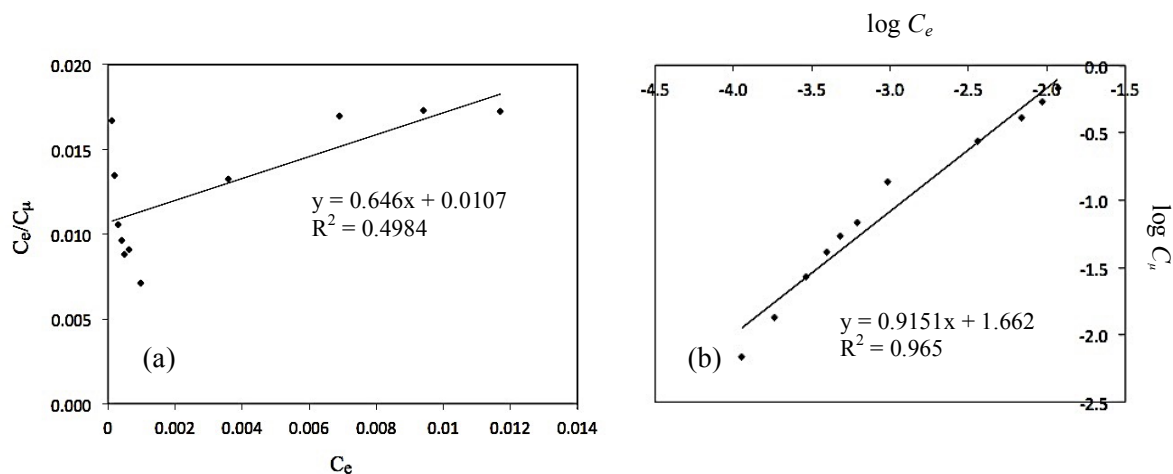 0.020
0.015
0.010
0.005
0.000
Ce/Cμ
y = 0.646x + 0.0107
R² = 0.4984
(a)
0 0.002 0.004 0.006 0.008 0.01 0.012 0.014
Ce
log Ce
-4.5 -4.0 -3.5 -3.0 -2.5 -2.0 -1.5
0.0
-0.5
-1.0
-1.5
-2.0
-2.5
log Cμ
y = 0.9151x + 1.662
R² = 0.965
(b)